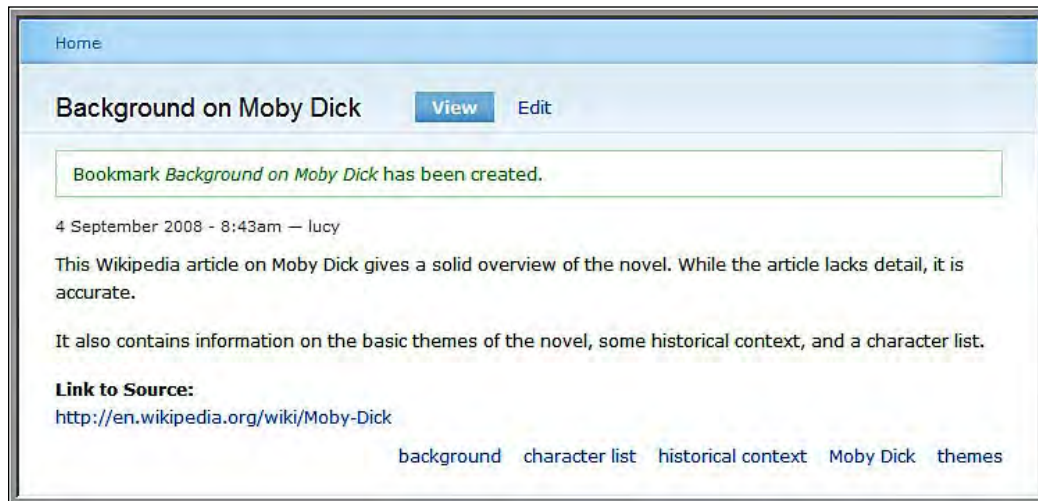 Home
Background on Moby Dick View Edit
Bookmark Background on Moby Dick has been created.
4 September 2008 - 8:43am — lucy
This Wikipedia article on Moby Dick gives a solid overview of the novel. While the article lacks detail, it is
accurate.
It also contains information on the basic themes of the novel, some historical context, and a character list.
Link to Source:
http://en.wikipedia.org/wiki/Moby-Dick
background character list historical context Moby Dick themes